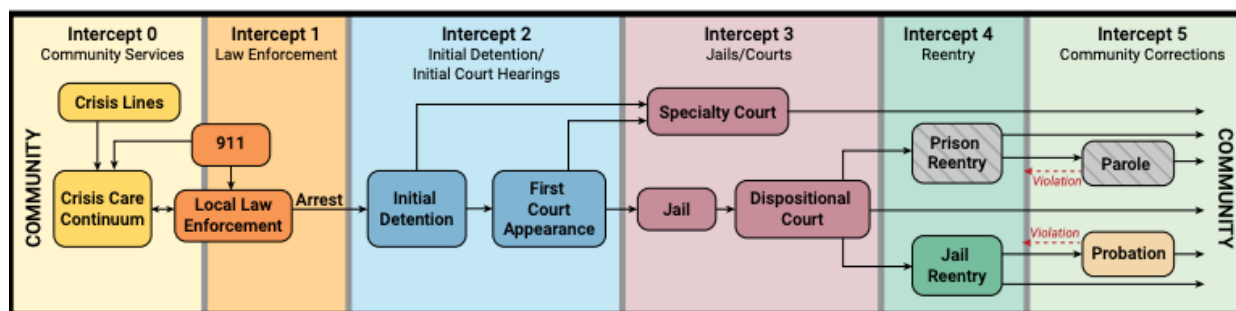 Intercept 0
Community Services
Intercept 1
Law Enforcement
Intercept 2
Initial Detention/
Initial Court Hearings
Intercept 3
Jails/Courts
Intercept 4
Reentry
Intercept 5
Community Corrections
COMMUNITY
Crisis Lines
911
Crisis Care
Continuum
Local Law
Enforcement
Arrest
Initial
Detention
First
Court
Appearance
Specialty Court
Jail
Dispositional
Court
Prison
Reentry
Parole
Violation
Jail
Reentry
Violation
Probation
COMMUNITY